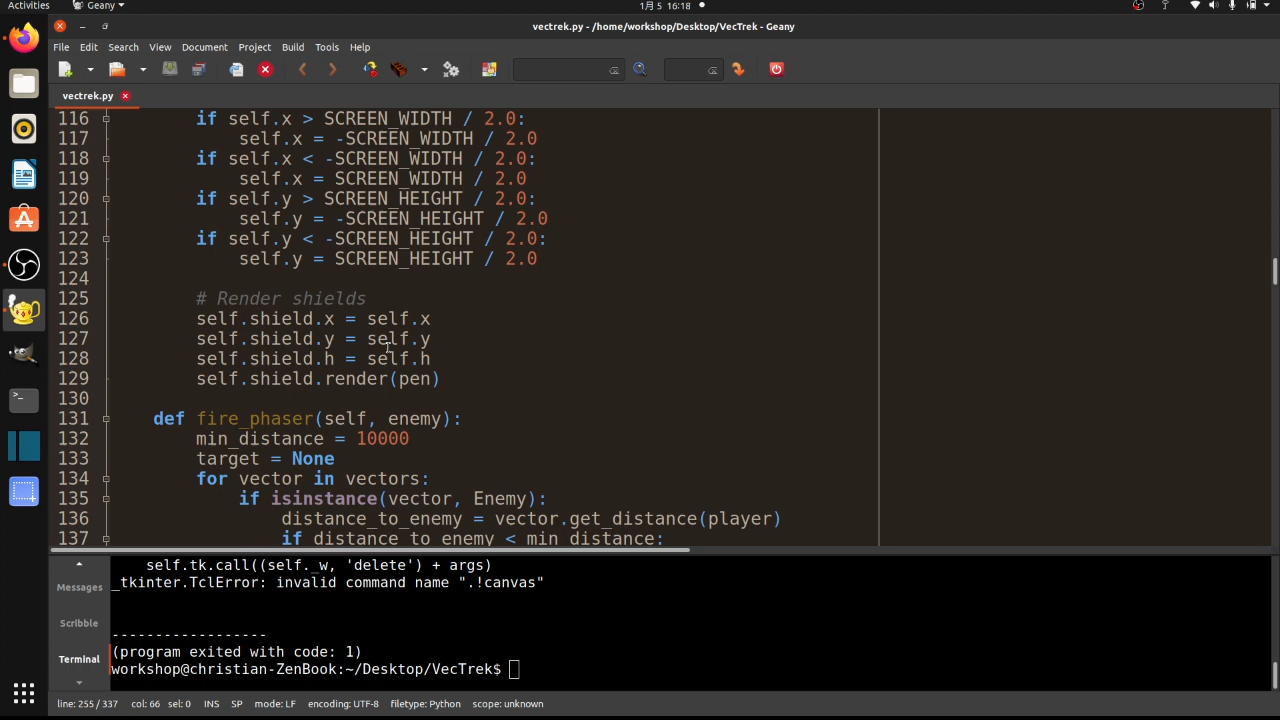 Activities
Geany
1月 5 16:18
vectrek.py - /home/workshop/Desktop/VecTrek - Geany
File Edit Search View Document Project Build Tools Help
vectrek.py
116 if self.x > SCREEN_WIDTH / 2.0:
117 self.x = -SCREEN_WIDTH / 2.0
118 if self.x < -SCREEN_WIDTH / 2.0:
119 self.x = SCREEN_WIDTH / 2.0
120 if self.y > SCREEN_HEIGHT / 2.0:
121 self.y = -SCREEN_HEIGHT / 2.0
122 if self.y < -SCREEN_HEIGHT / 2.0:
123 self.y = SCREEN_HEIGHT / 2.0
124
125 # Render shields
126 self.shield.x = self.x
127 self.shield.y = self.y
128 self.shield.h = self.h
129 self.shield.render(pen)
130
131 def fire_phaser(self, enemy):
132 min_distance = 10000
133 target = None
134 for vector in vectors:
135 if isinstance(vector, Enemy):
136 distance_to_enemy = vector.get_distance(player)
137 if distance_to_enemy < min_distance:
Messages
Scribble
Terminal
self.tk.call((self._w, 'delete') + args)
_tkinter.TclError: invalid command name ".!canvas"
------------------
(program exited with code: 1)
workshop@christian-ZenBook:~/Desktop/VecTrek$
line: 255 / 337 col: 66 sel: 0 INS SP mode: LF encoding: UTF-8 filetype: Python scope: unknown